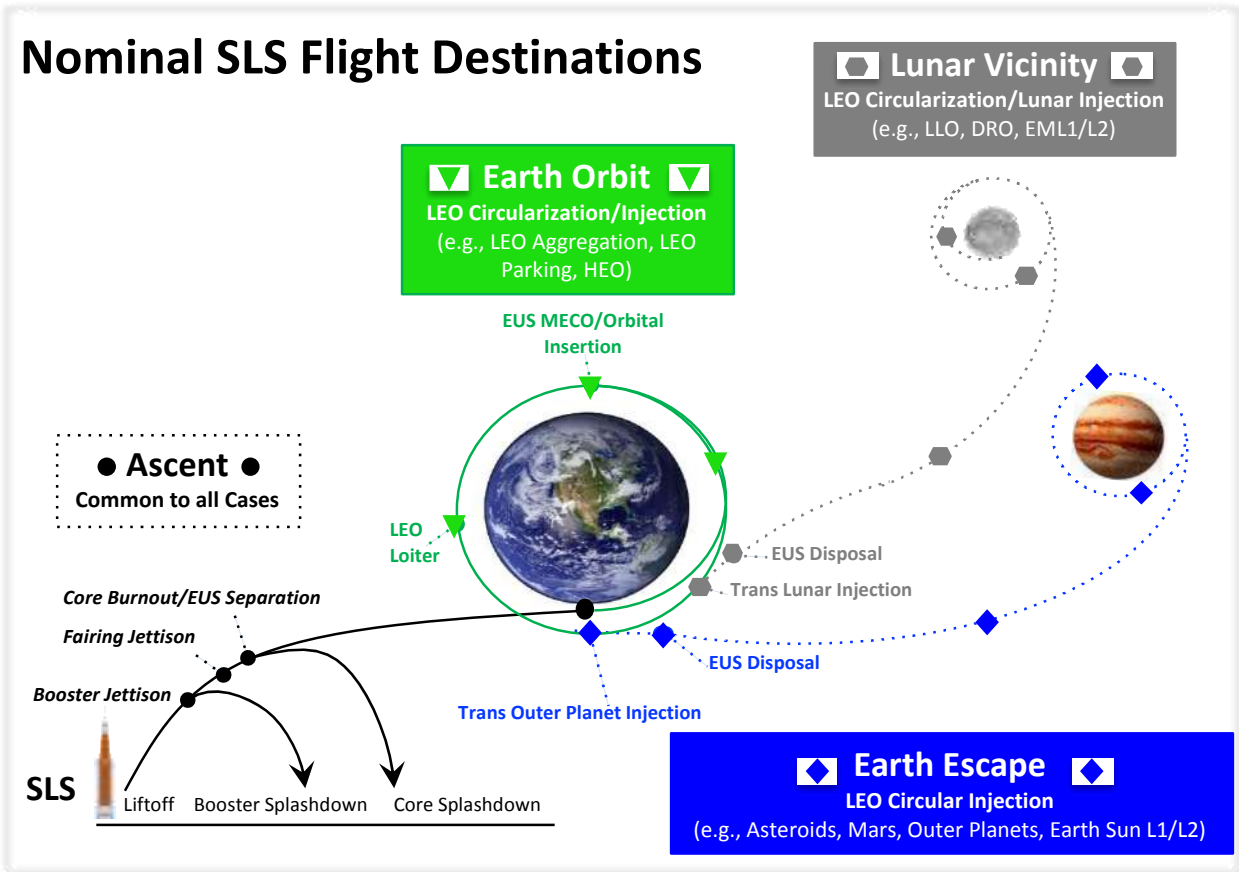 Nominal SLS Flight Destinations
Lunar Vicinity
LEO Circularization/Lunar Injection
(e.g., LLO, DRO, EML1/L2)
Earth Orbit
LEO Circularization/Injection
(e.g., LEO Aggregation, LEO
Parking, HEO)
EUS MECO/Orbital
Insertion
Ascent
Common to all Cases
LEO
Loiter
EUS Disposal
Trans Lunar Injection
Core Burnout/EUS Separation
Fairing Jettison
Booster Jettison
EUS Disposal
Trans Outer Planet Injection
SLS
Liftoff
Booster Splashdown
Core Splashdown
Earth Escape
LEO Circular Injection
(e.g., Asteroids, Mars, Outer Planets, Earth Sun L1/L2)